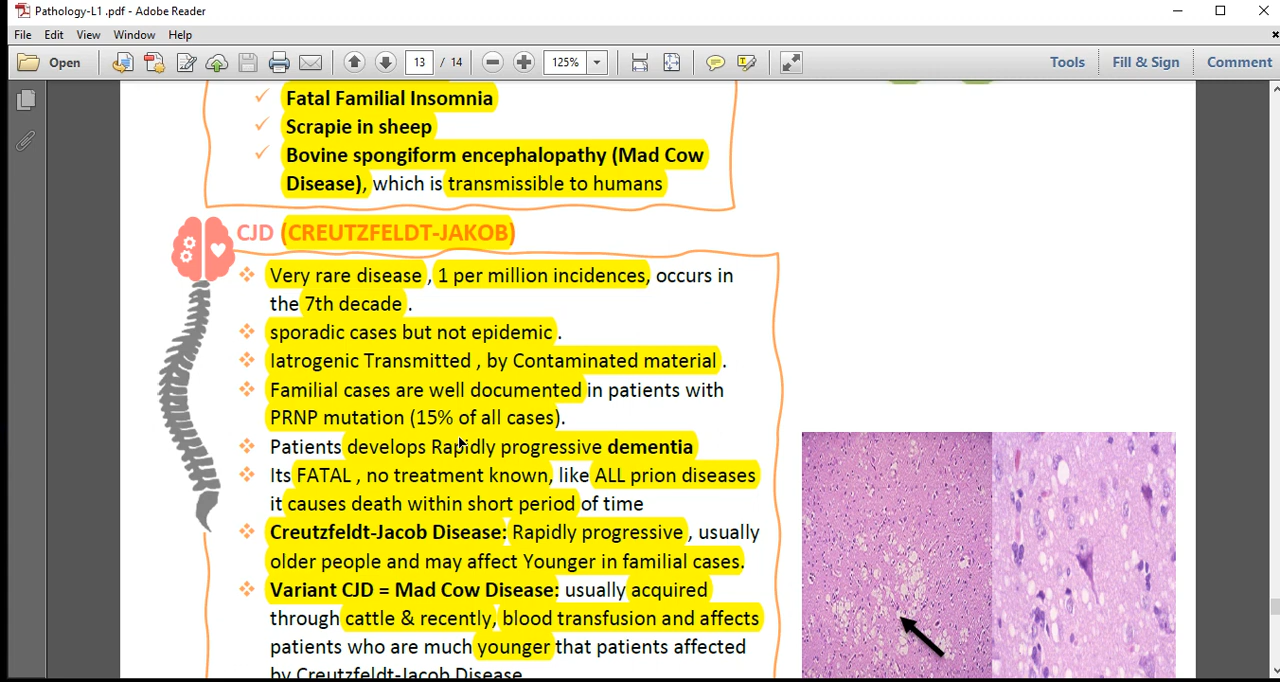 Pathology-L1 .pdf - Adobe Reader
File Edit View Window Help
Open 13 / 14 125% Tools Fill & Sign Comment
✓ Fatal Familial Insomnia
✓ Scrapie in sheep
✓ Bovine spongiform encephalopathy (Mad Cow
Disease), which is transmissible to humans
CJD (CREUTZFELDT-JAKOB)
❖ Very rare disease , 1 per million incidences, occurs in
the 7th decade .
❖ sporadic cases but not epidemic .
❖ Iatrogenic Transmitted , by Contaminated material .
❖ Familial cases are well documented in patients with
PRNP mutation (15% of all cases).
❖ Patients develops Rapidly progressive dementia
❖ Its FATAL , no treatment known, like ALL prion diseases
it causes death within short period of time
❖ Creutzfeldt-Jacob Disease: Rapidly progressive , usually
older people and may affect Younger in familial cases.
❖ Variant CJD = Mad Cow Disease: usually acquired
through cattle & recently, blood transfusion and affects
patients who are much younger that patients affected
by Creutzfeldt-Jacob Disease